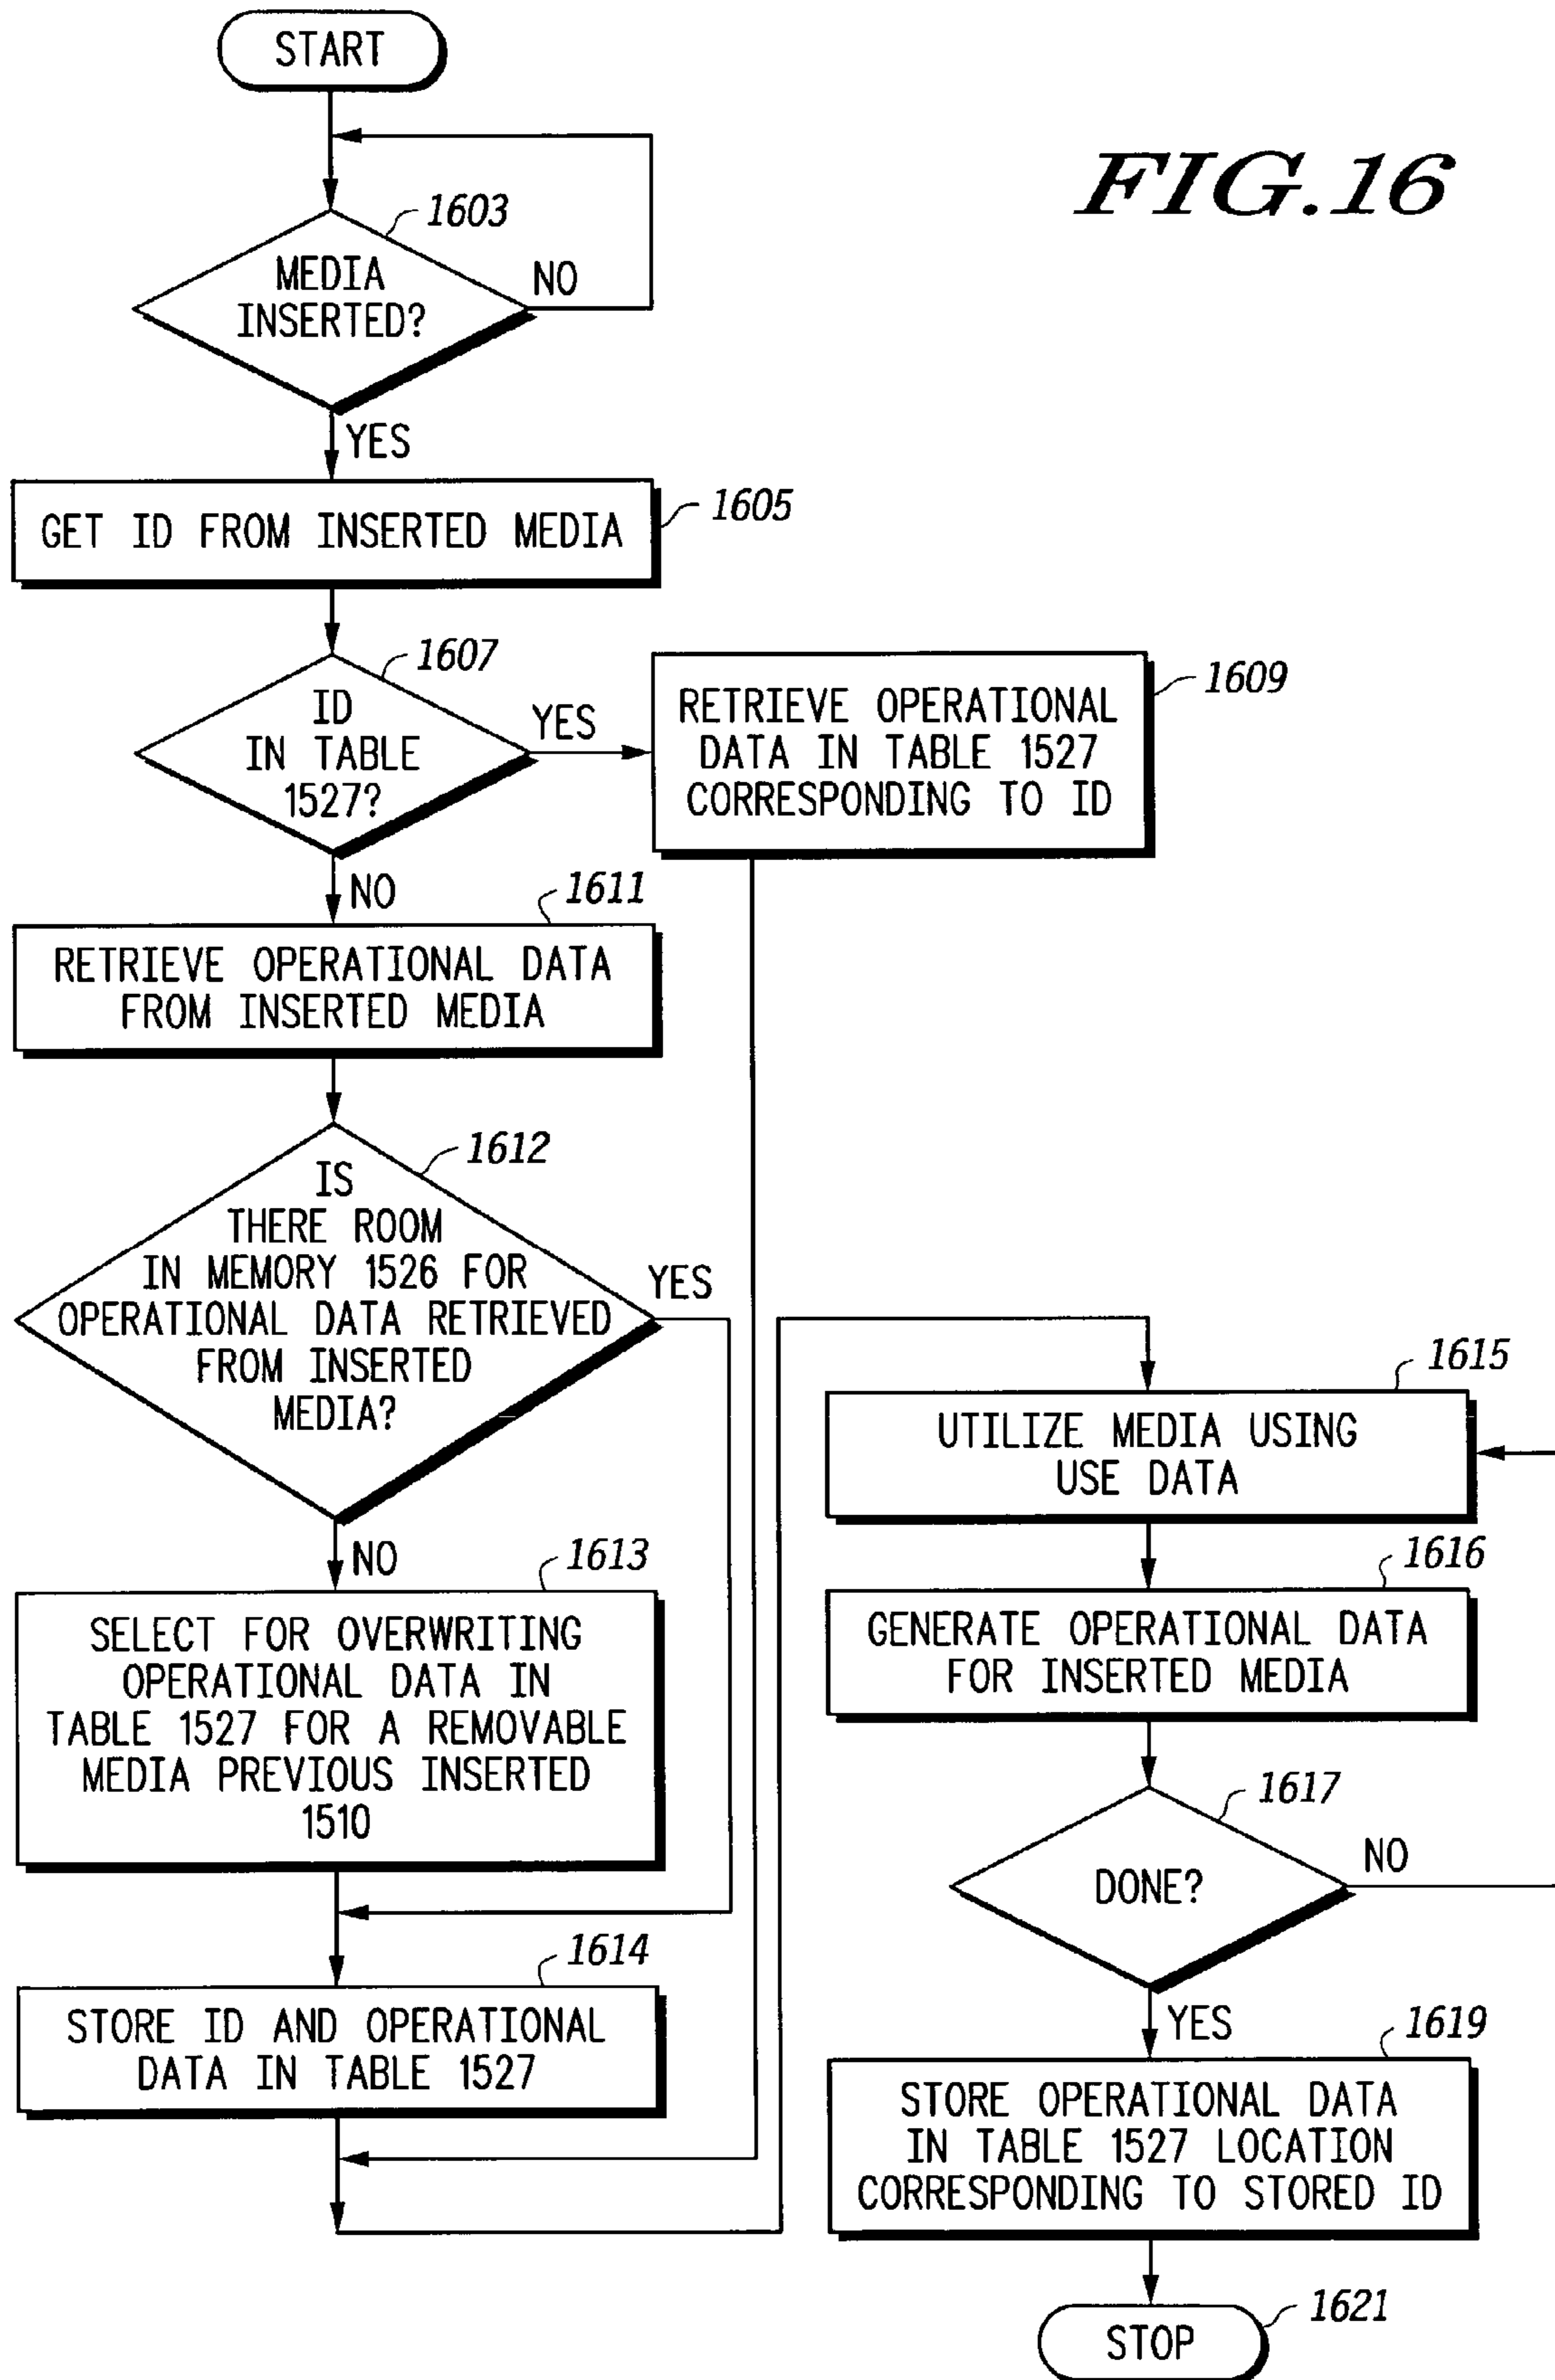 START
FIG.16
1603
MEDIA
INSERTED?
NO
YES
1605
GET ID FROM INSERTED MEDIA
1607
ID
IN TABLE
1527?
YES
1609
RETRIEVE OPERATIONAL
DATA IN TABLE 1527
CORRESPONDING TO ID
NO
1611
RETRIEVE OPERATIONAL DATA
FROM INSERTED MEDIA
1612
IS
THERE ROOM
IN MEMORY 1526 FOR
OPERATIONAL DATA RETRIEVED
FROM INSERTED
MEDIA?
YES
NO
1613
SELECT FOR OVERWRITING
OPERATIONAL DATA IN
TABLE 1527 FOR A REMOVABLE
MEDIA PREVIOUS INSERTED
1510
1614
STORE ID AND OPERATIONAL
DATA IN TABLE 1527
1615
UTILIZE MEDIA USING
USE DATA
1616
GENERATE OPERATIONAL DATA
FOR INSERTED MEDIA
1617
DONE?
NO
YES
1619
STORE OPERATIONAL DATA
IN TABLE 1527 LOCATION
CORRESPONDING TO STORED ID
1621
STOP